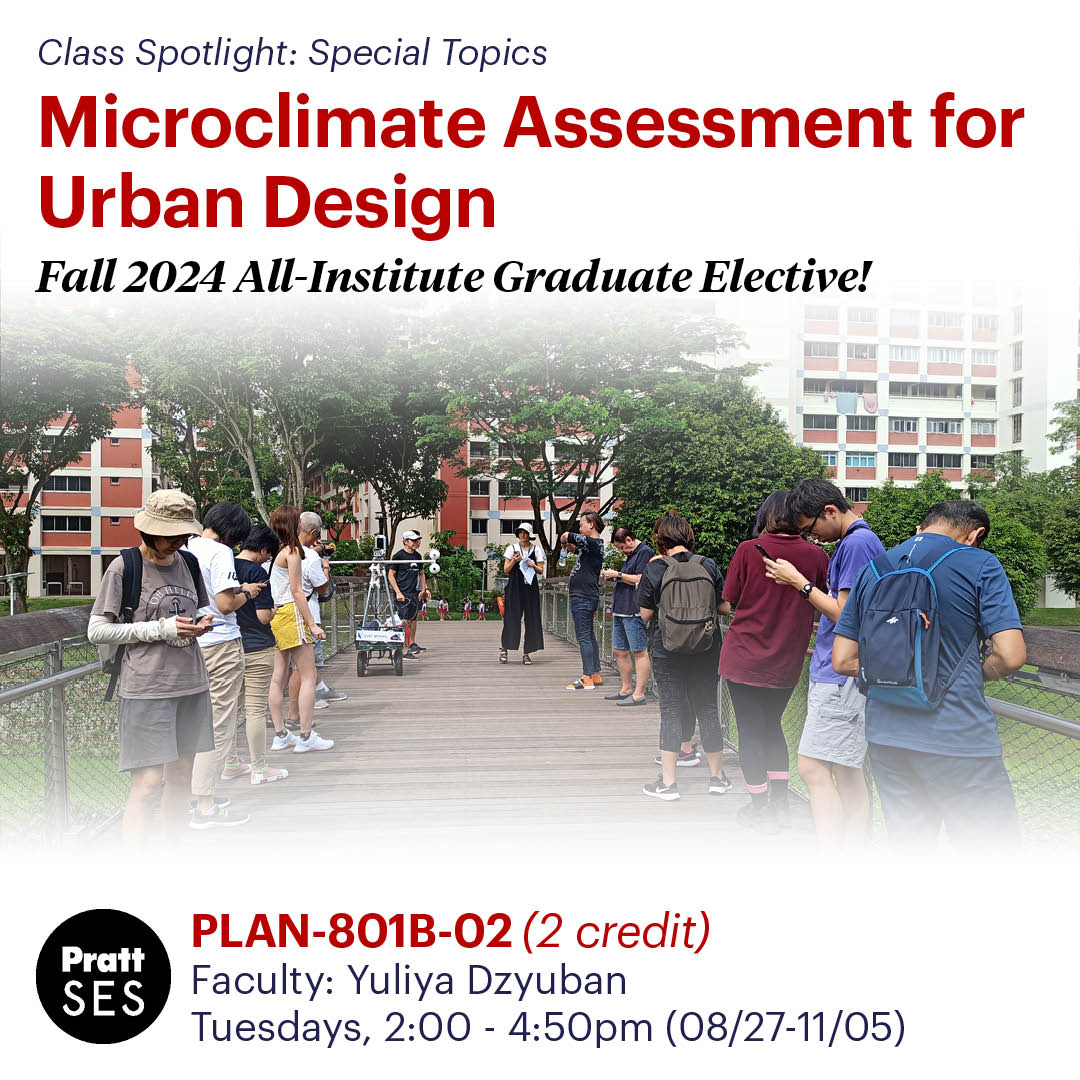 Class Spotlight: Special Topics
Microclimate Assessment for
Urban Design
Fall 2024 All-Institute Graduate Elective!
PLAN-801B-02 (2 credit)
Pratt
SES
Faculty: Yuliya Dzyuban
Tuesdays, 2:00 - 4:50pm (08/27-11/05)